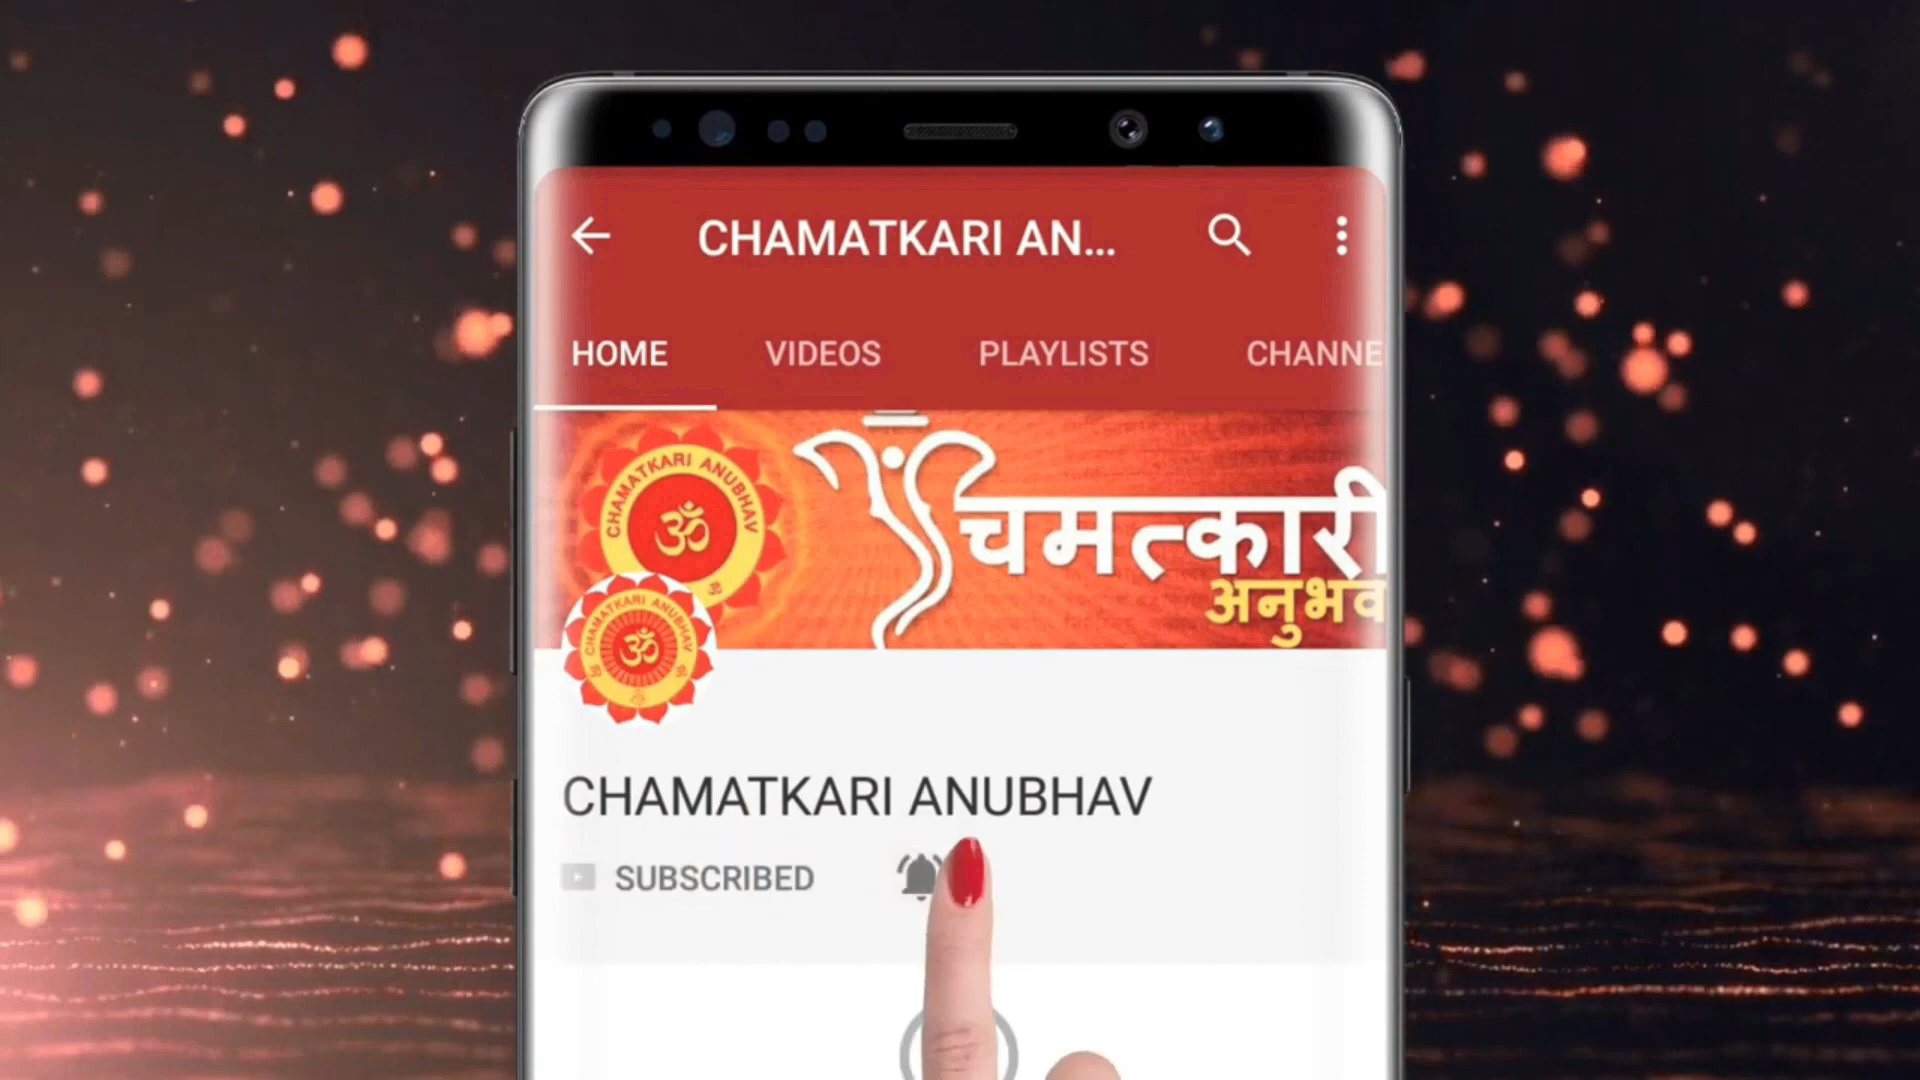 CHAMATKARI AN...
HOME VIDEOS PLAYLISTS CHANNE
CHAMATKARI ANUBHAV
ॐ
चमत्कारी
अनुभव
CHAMATKARI ANUBHAV
ॐ
CHAMATKARI ANUBHAV
SUBSCRIBED